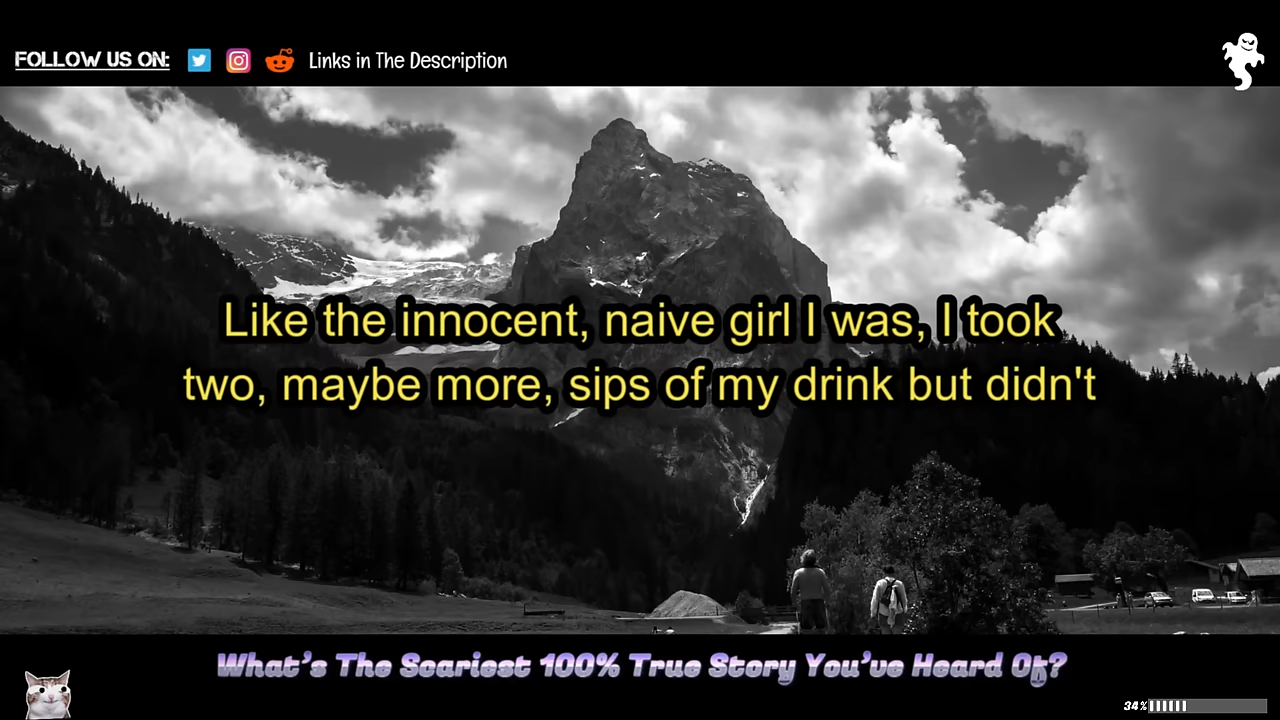 FOLLOW US ON:
Links in The Description
Like the innocent, naive girl I was, I took
two, maybe more, sips of my drink but didn't
What's The Scariest 100% True Story You've Heard Of?
34%